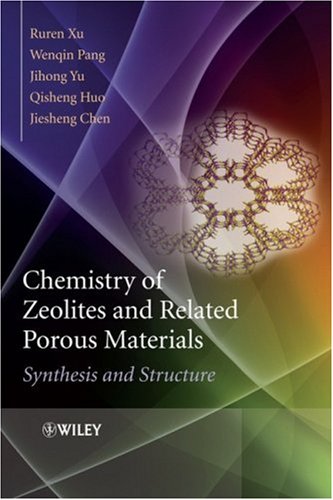 Ruren Xu
Wenqin Pang
Jihong Yu
Qisheng Huo
Jiesheng Chen
Chemistry of
Zeolites and Related
Porous Materials
Synthesis and Structure
WILEY